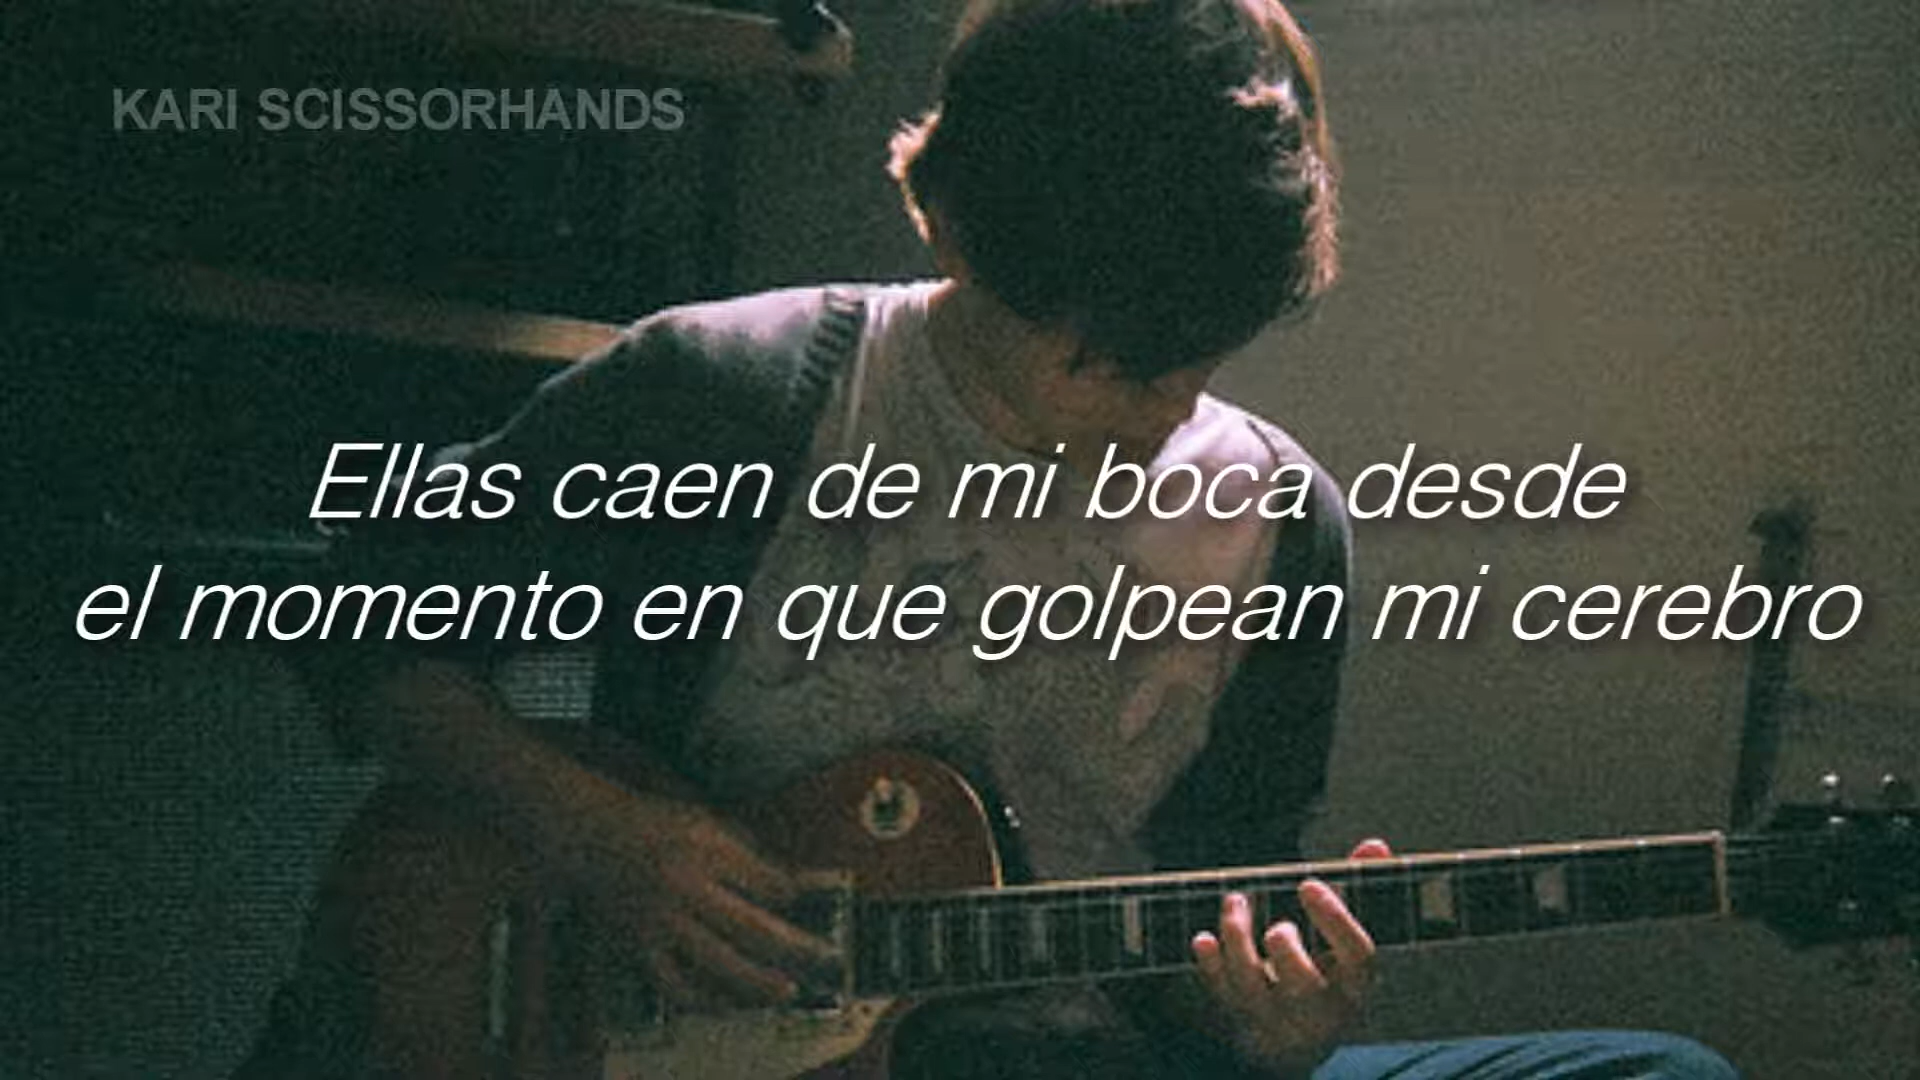 KARI SCISSORHANDS
Ellas caen de mi boca desde
el momento en que golpean mi cerebro